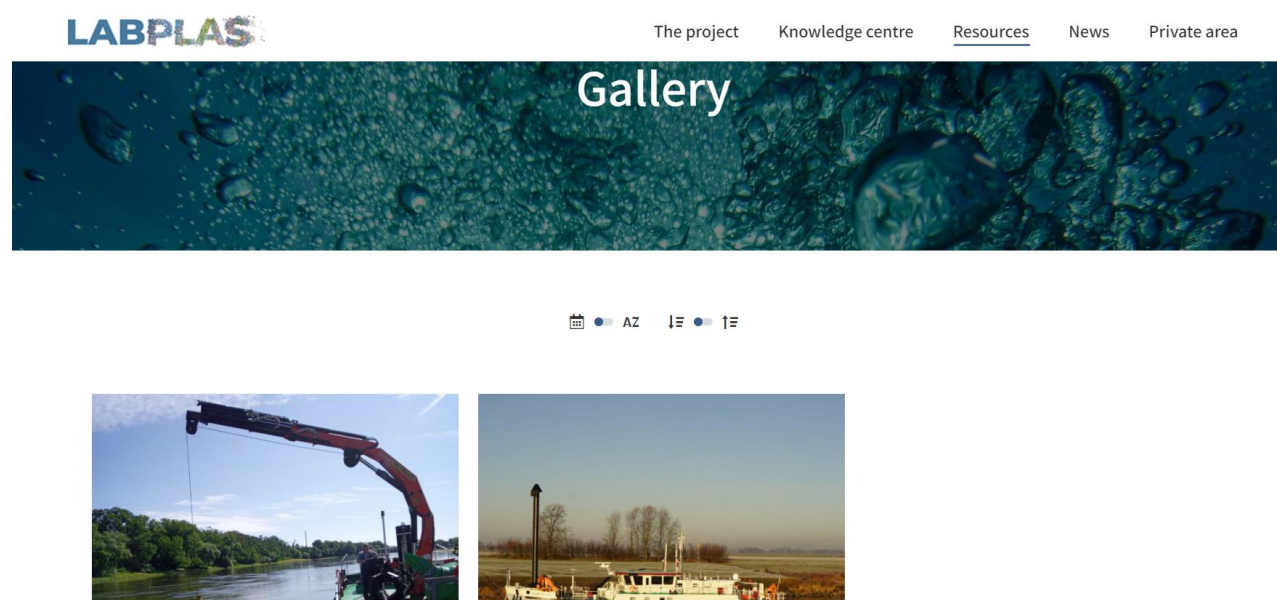 LABPLAS
The project
Knowledge centre
Resources
News
Private area
Gallery
AZ